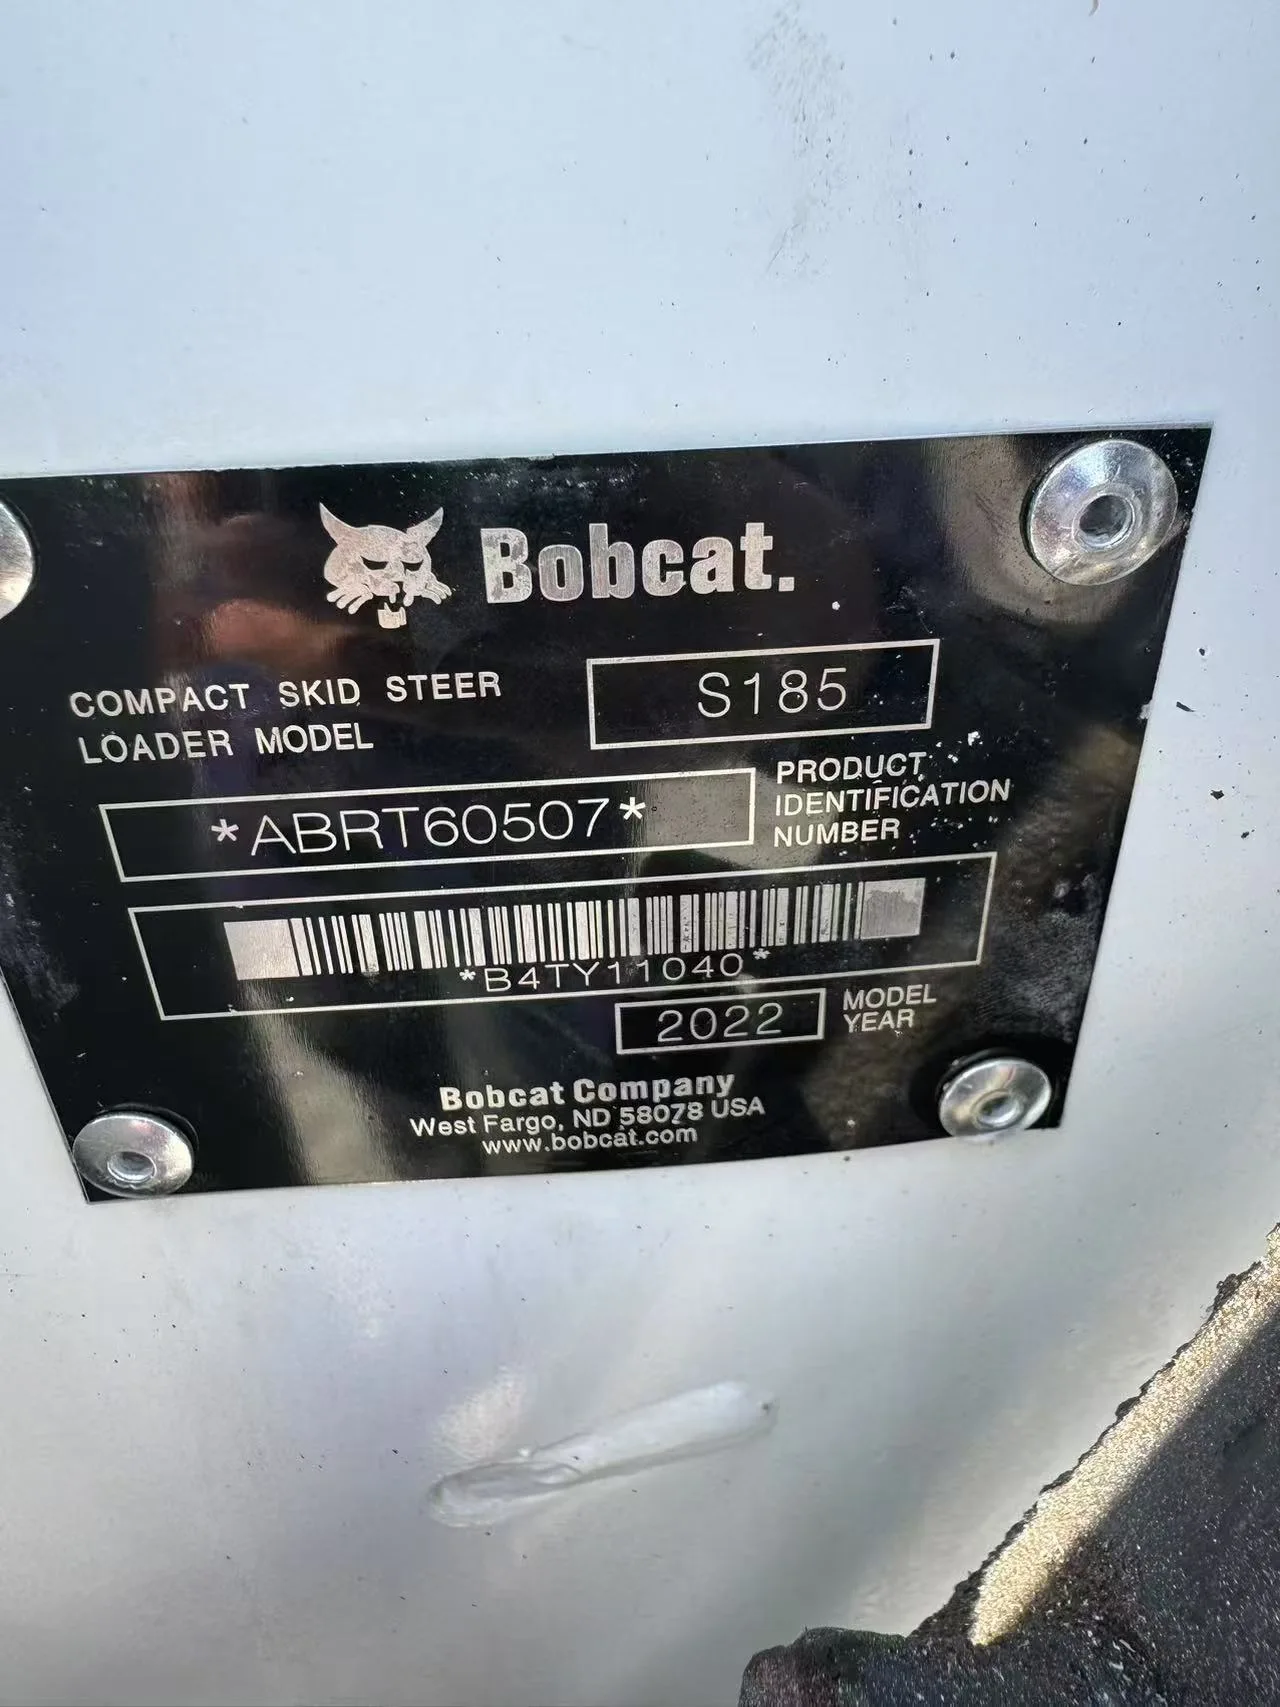 Bobcat.
COMPACT SKID STEER
LOADER MODEL
S185
*ABRT60507*
PRODUCT
IDENTIFICATION
NUMBER
*B4TY11040*
2022
MODEL
YEAR
Bobcat Company
West Fargo, ND 58078 USA
www.bobcat.com